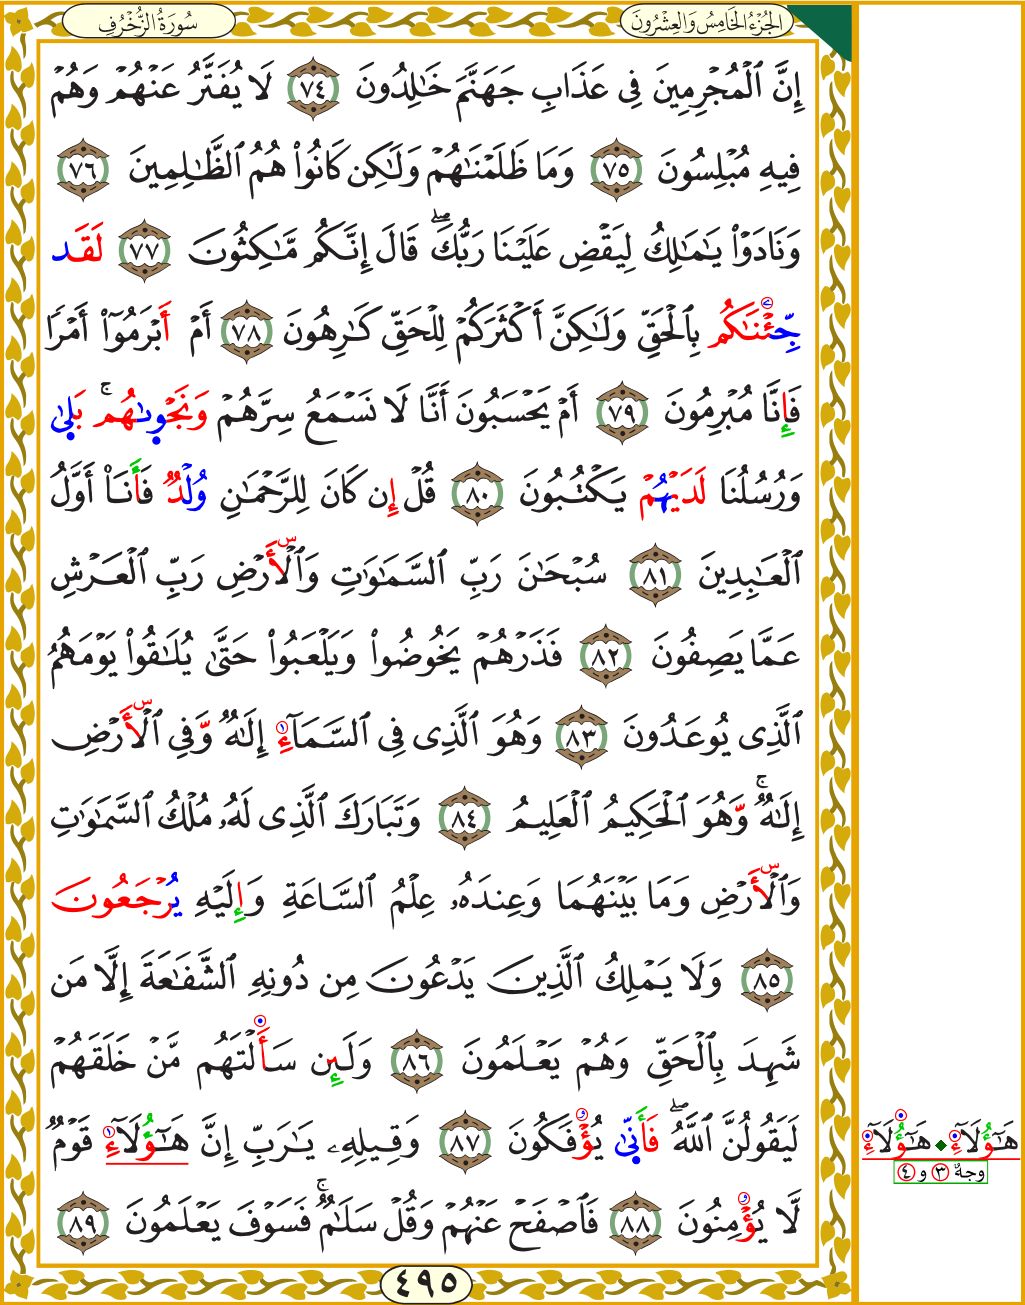 سُورَةُ الزُّخْرُفِ
الجُزْءُ الخَامِسُ وَالعِشْرُونَ
إِنَّ ٱلْمُجْرِمِينَ فِى عَذَابِ جَهَنَّمَ خَٰلِدُونَ ٧٤ لَا يُفَتَّرُ عَنْهُمْ وَهُمْ
فِيهِ مُبْلِسُونَ ٧٥ وَمَا ظَلَمْنَٰهُمْ وَلَٰكِن كَانُوا۟ هُمُ ٱلظَّٰلِمِينَ ٧٦
وَنَادَوْا۟ يَٰمَٰلِكُ لِيَقْضِ عَلَيْنَا رَبُّكَۖ قَالَ إِنَّكُم مَّٰكِثُونَ ٧٧ لَقَد
جِّئْنَٰكُم بِٱلْحَقِّ وَلَٰكِنَّ أَكْثَرَكُمْ لِلْحَقِّ كَٰرِهُونَ ٧٨ أَمْ أَبْرَمُوٓا۟ أَمْرًا
فَإِنَّا مُبْرِمُونَ ٧٩ أَمْ يَحْسَبُونَ أَنَّا لَا نَسْمَعُ سِرَّهُمْ وَنَجْوىٰهُمۚ بَلىٰ
وَرُسُلُنَا لَدَيْهُمْ يَكْتُبُونَ ٨٠ قُلْ إِن كَانَ لِلرَّحْمَٰنِ وُلْدٌ فَأَنَا۠ أَوَّلُ
ٱلْعَٰبِدِينَ ٨١ سُبْحَٰنَ رَبِّ ٱلسَّمَٰوَٰتِ وَٱلْأَرْضِ رَبِّ ٱلْعَرْشِ
عَمَّا يَصِفُونَ ٨٢ فَذَرْهُمْ يَخُوضُوا۟ وَيَلْعَبُوا۟ حَتَّىٰ يُلَٰقُوا۟ يَوْمَهُمُ
ٱلَّذِى يُوعَدُونَ ٨٣ وَهُوَ ٱلَّذِى فِى ٱلسَّمَآءِ إِلَٰهٌ وَّفِى ٱلْأَرْضِ
إِلَٰهٌۚ وَّهُوَ ٱلْحَكِيمُ ٱلْعَلِيمُ ٨٤ وَتَبَارَكَ ٱلَّذِى لَهُۥ مُلْكُ ٱلسَّمَٰوَٰتِ
وَٱلْأَرْضِ وَمَا بَيْنَهُمَا وَعِندَهُۥ عِلْمُ ٱلسَّاعَةِ وَإِلَيْهِ يُرْجَعُونَ
٨٥ وَلَا يَمْلِكُ ٱلَّذِينَ يَدْعُونَ مِن دُونِهِ ٱلشَّفَٰعَةَ إِلَّا مَن
شَهِدَ بِٱلْحَقِّ وَهُمْ يَعْلَمُونَ ٨٦ وَلَئِن سَأَلْتَهُم مَّنْ خَلَقَهُمْ
لَيَقُولُنَّ ٱللَّهُۖ فَأَنّٰى يُؤْفَكُونَ ٨٧ وَقِيلِهِۦ يَٰرَبِّ إِنَّ هَٰٓؤُلَآءِ قَوْمٌ
هَٰٓؤُلَآءِ ◆ هَٰٓؤُلَآءِ
وجهُ ٣ و ٤
لَّا يُؤْمِنُونَ ٨٨ فَٱصْفَحْ عَنْهُمْ وَقُلْ سَلَٰمٌۚ فَسَوْفَ يَعْلَمُونَ ٨٩
٤٩٥